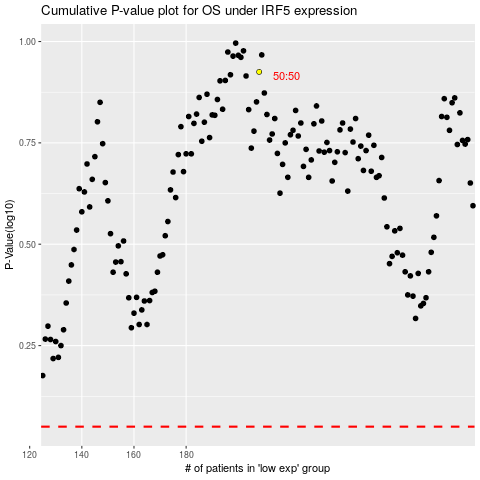 Cumulative P-value plot for OS under IRF5 expression
P-Value(log10)
1.00
0.75
0.50
0.25
50:50
120 140 160 180
# of patients in 'low exp' group